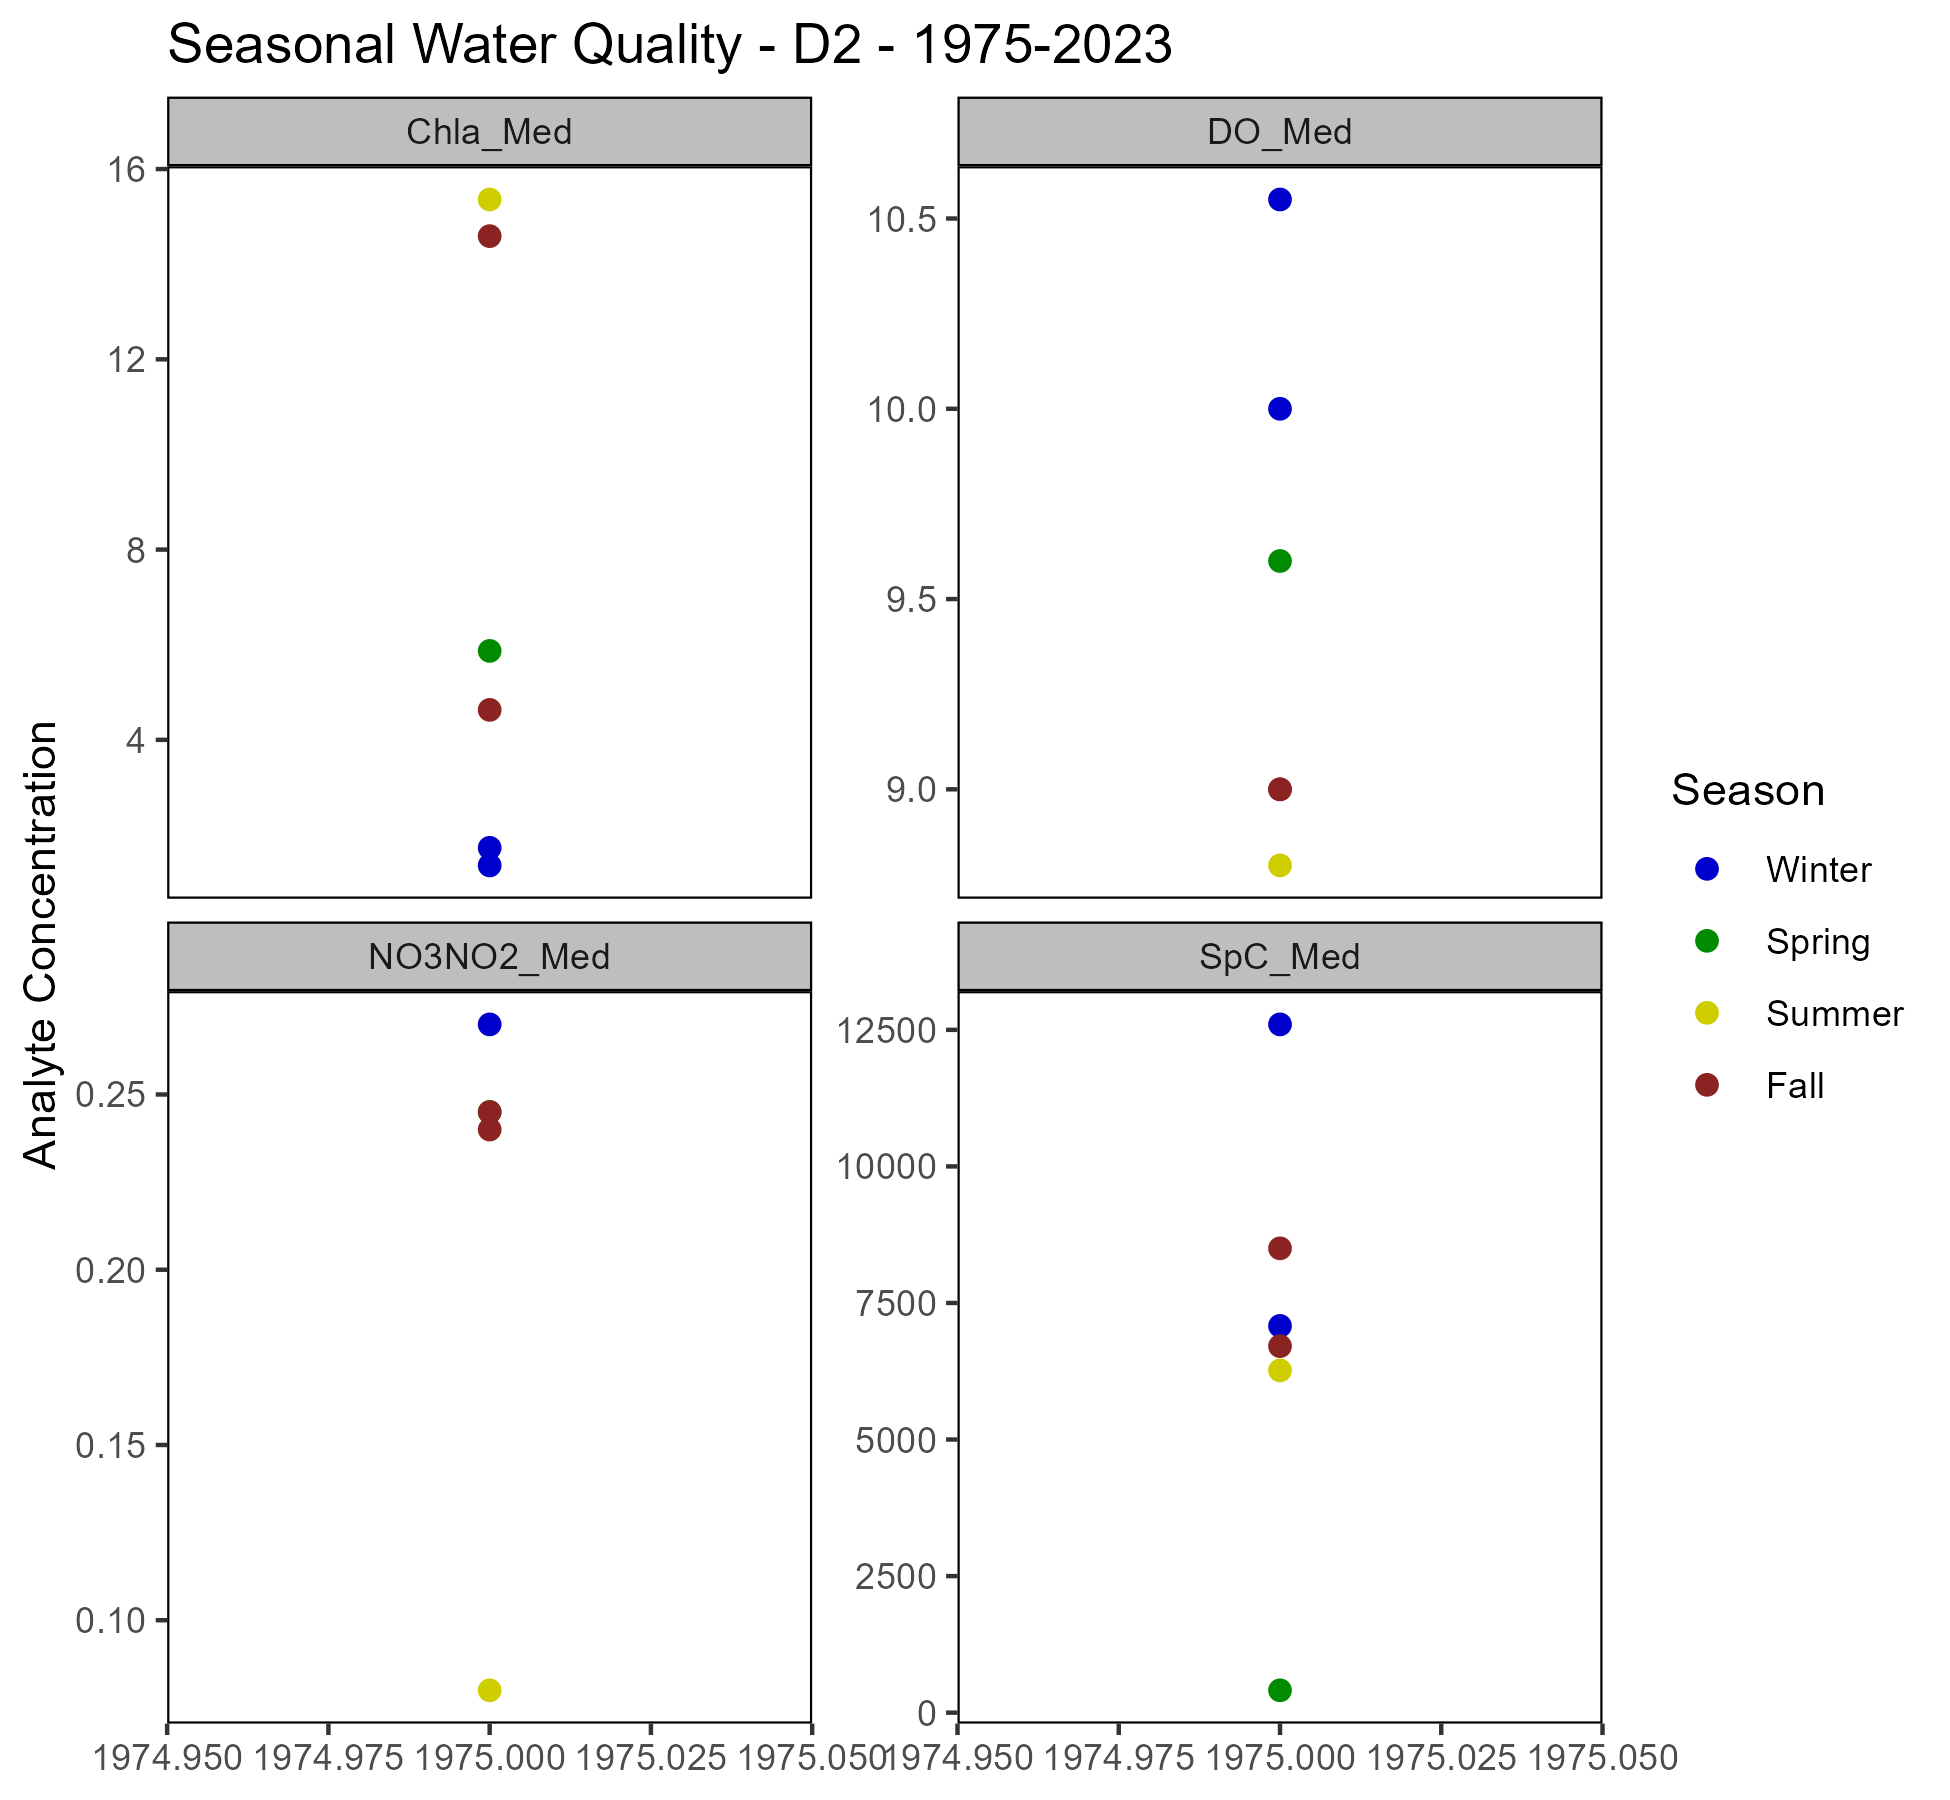 Seasonal Water Quality - D2 - 1975-2023
Chla_Med
DO_Med
16
12
8
4
10.5
10.0
9.5
9.0
Analyte Concentration
NO3NO2_Med
SpC_Med
0.25
0.20
0.15
0.10
12500
10000
7500
5000
2500
0
1974.950 1974.975 1975.000 1975.025 1975.050
1974.950 1974.975 1975.000 1975.025 1975.050
Season
Winter
Spring
Summer
Fall